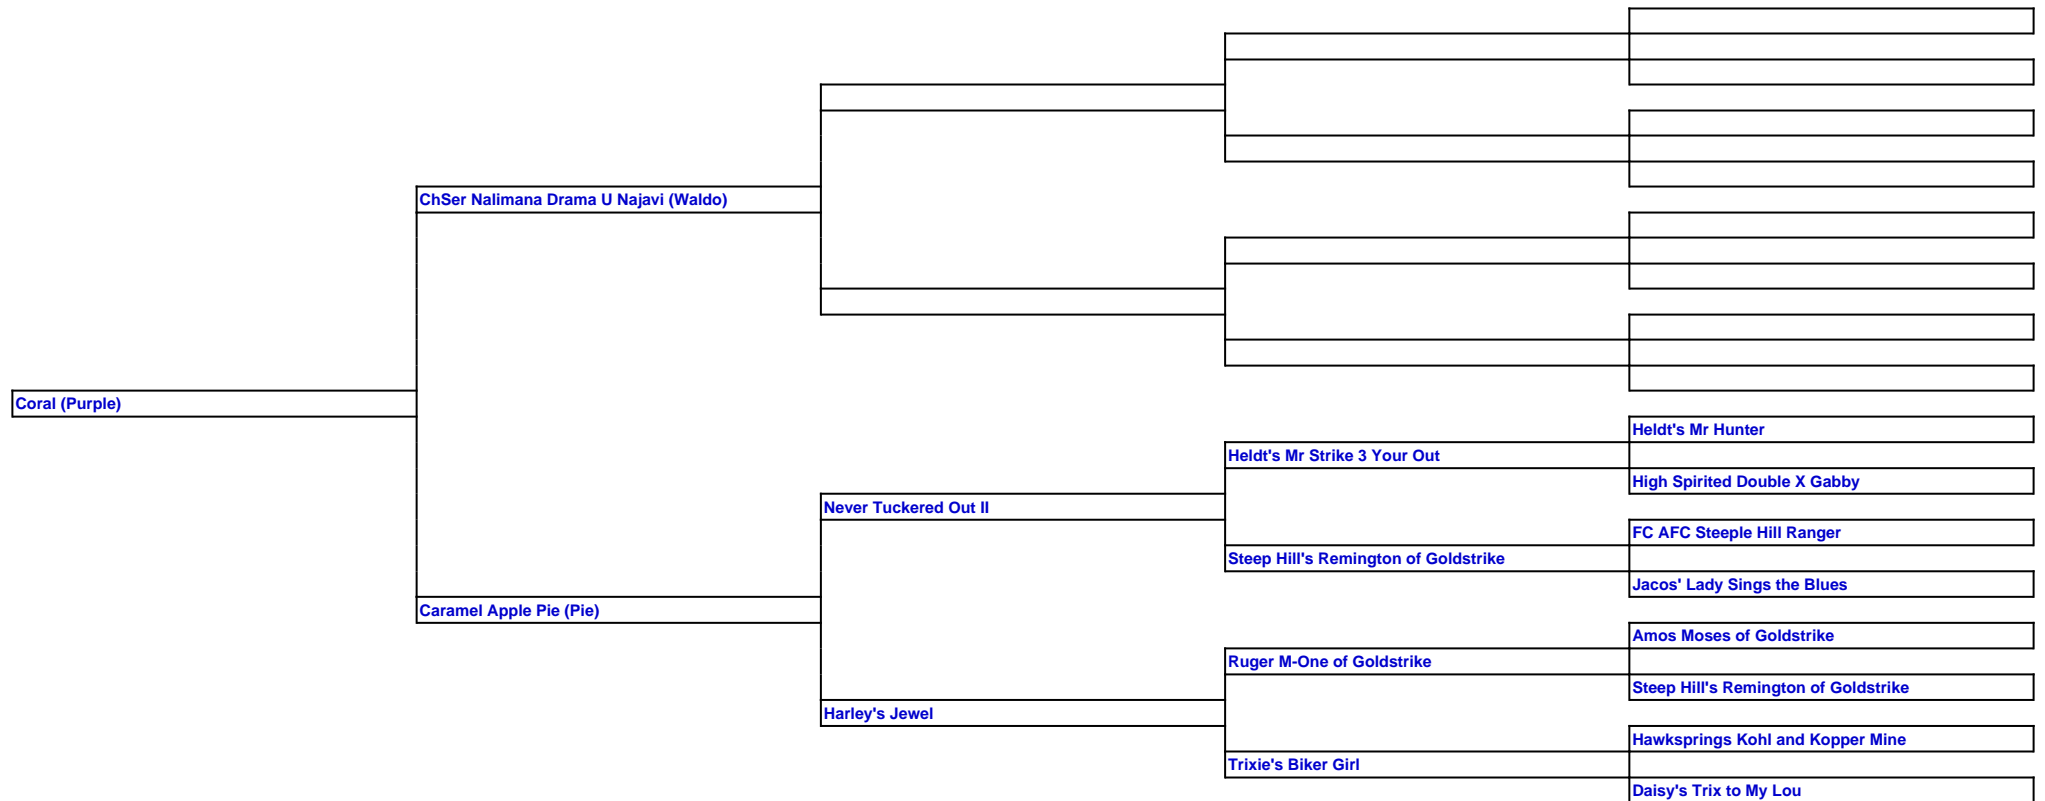 ChSer Nalimana Drama U Najavi (Waldo)
Coral (Purple)
Heldt's Mr Hunter
Heldt's Mr Strike 3 Your Out
High Spirited Double X Gabby
Never Tuckered Out II
FC AFC Steeple Hill Ranger
Steep Hill's Remington of Goldstrike
Jacos' Lady Sings the Blues
Caramel Apple Pie (Pie)
Amos Moses of Goldstrike
Ruger M-One of Goldstrike
Steep Hill's Remington of Goldstrike
Harley's Jewel
Hawksprings Kohl and Kopper Mine
Trixie's Biker Girl
Daisy's Trix to My Lou